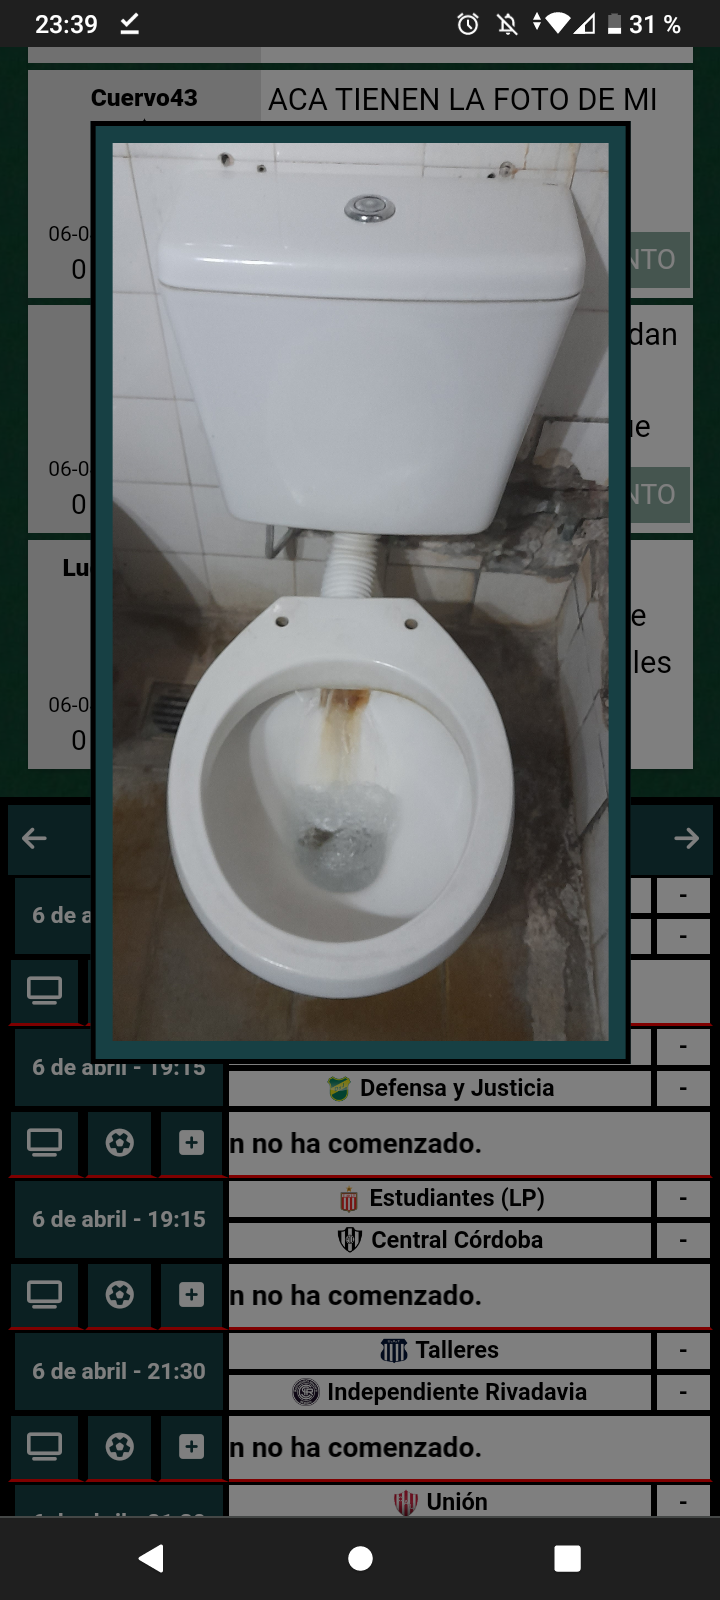 23:39
31 %
Cuervo43
ACA TIENEN LA FOTO DE MI
06-0
0
NTO
dan
06-0
0
NTO
Lu
les
06-0
0
6 de a
-
-
6 de abril - 19:15
-
Defensa y Justicia
-
n no ha comenzado.
6 de abril - 19:15
Estudiantes (LP)
-
Central Córdoba
-
n no ha comenzado.
6 de abril - 21:30
Talleres
-
Independiente Rivadavia
-
n no ha comenzado.
Unión
-